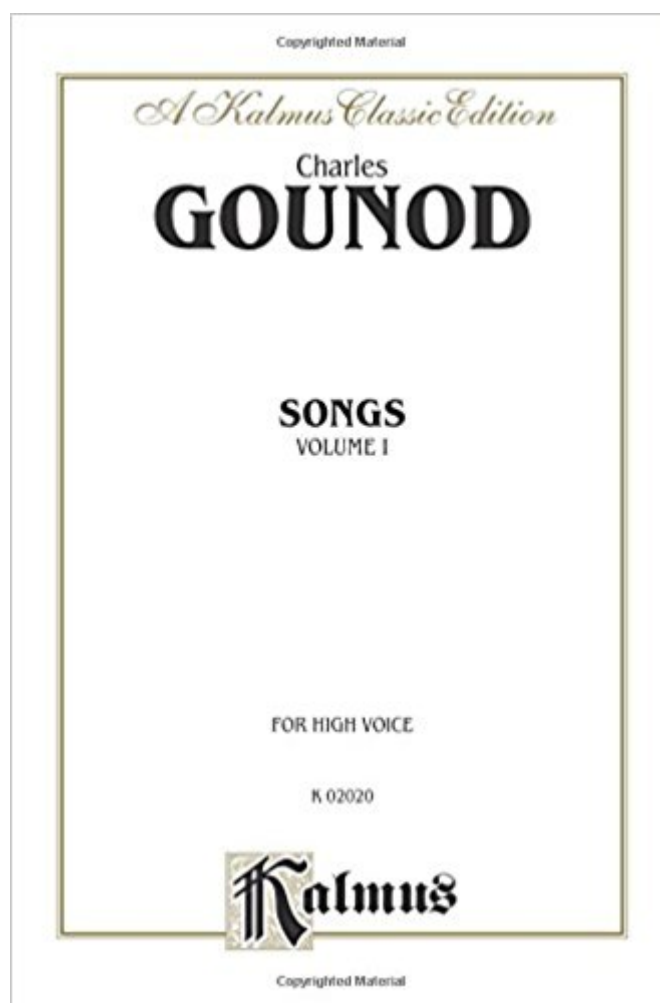 Copyrighted Material
A Kalmus Classic Edition
Charles
GOUNOD
SONGS
VOLUME I
FOR HIGH VOICE
K 02020
Kalmus
Copyrighted Material